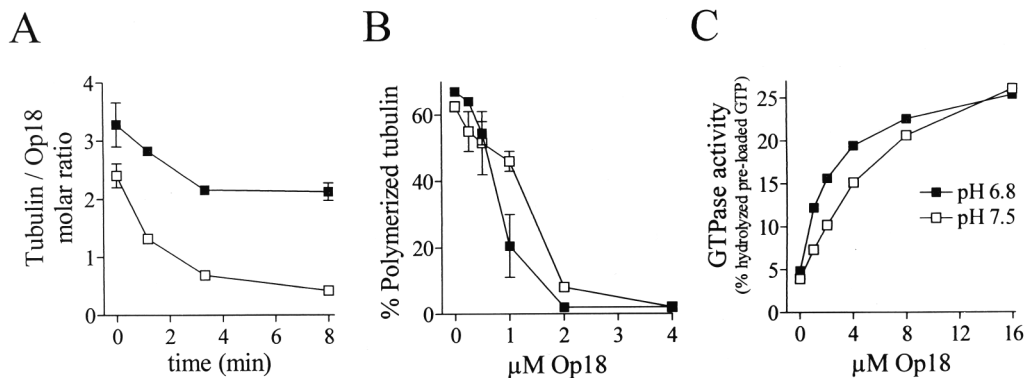 A
Tubulin / Op18
molar ratio
4
3
2
1
0
0 2 4 6 8
time (min)
B
% Polymerized tubulin
60
40
20
0
0 1 2 3 4
μM Op18
C
GTPase activity
(% hydrolyzed pre-loaded GTP)
25
20
15
10
5
0
0 4 8 12 16
μM Op18
pH 6.8
pH 7.5